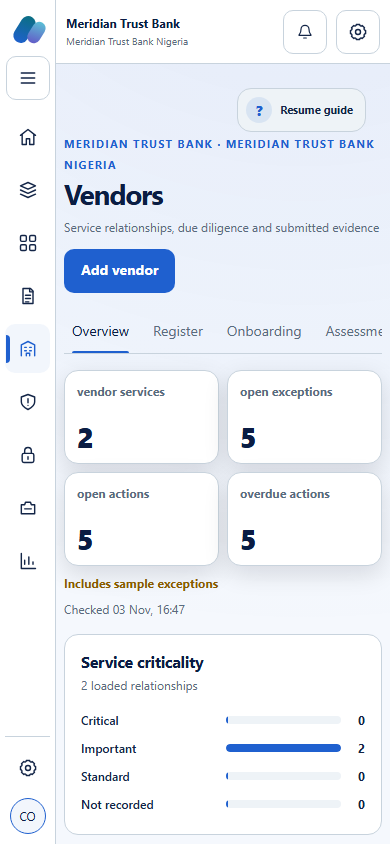 Meridian Trust Bank
Meridian Trust Bank Nigeria
? Resume guide
MERIDIAN TRUST BANK · MERIDIAN TRUST BANK
NIGERIA
Vendors
Service relationships, due diligence and submitted evidence
Add vendor
Overview Register Onboarding Assessme
vendor services
2
open exceptions
5
open actions
5
overdue actions
5
Includes sample exceptions
Checked 03 Nov, 16:47
Service criticality
2 loaded relationships
Critical 0
Important 2
Standard 0
Not recorded 0
CO